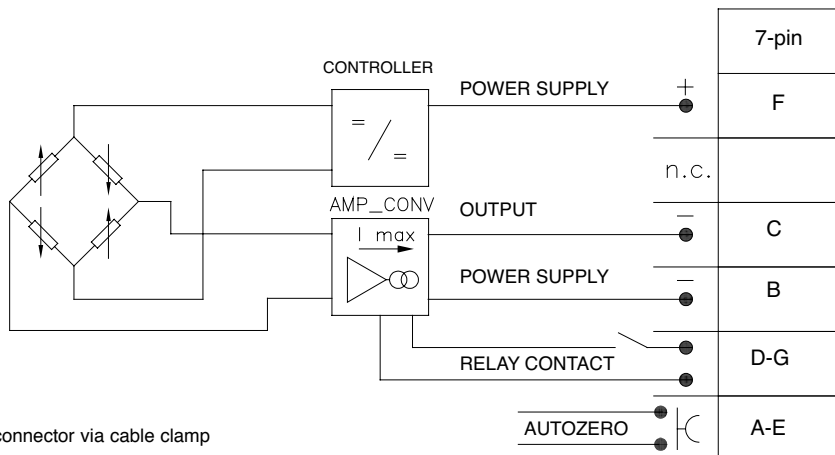 7-pin
CONTROLLER
POWER SUPPLY
+
F
=
/
=
n.c.
AMP_CONV
OUTPUT
–
C
I max
POWER SUPPLY
–
B
RELAY CONTACT
D-G
connector via cable clamp
AUTOZERO
A-E